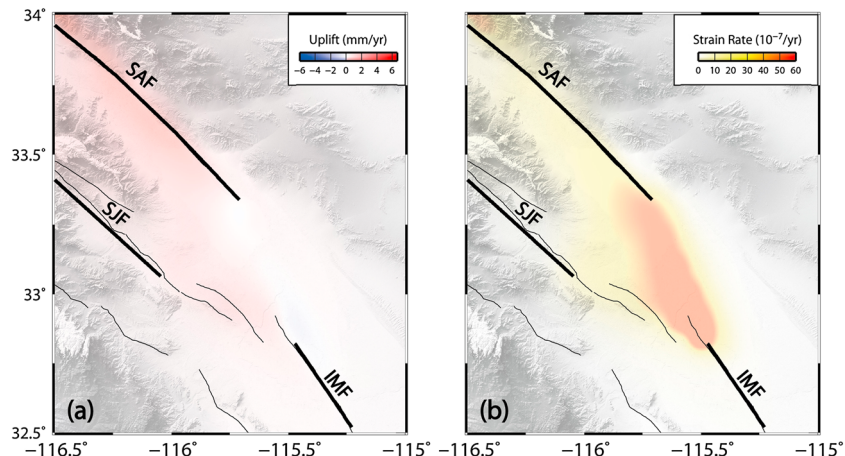 34°
33.5°
33°
32.5°
Uplift (mm/yr)
−6 −4 −2 0 2 4 6
SAF
SJF
IMF
(a)
−116.5° −116° −115.5° −115°
Strain Rate (10⁻⁷/yr)
0 10 20 30 40 50 60
SAF
SJF
IMF
(b)
−116.5° −116° −115.5° −115°